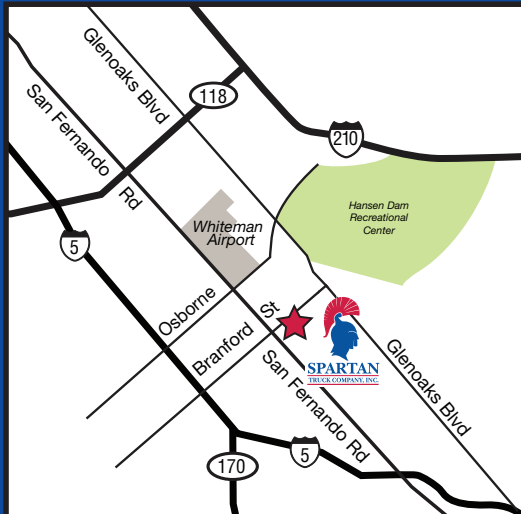 Glenoaks Blvd
118
San Fernando
Rd
210
Hansen Dam
Recreational
Center
Whiteman
Airport
5
Osborne
St
Branford
SPARTAN
TRUCK COMPANY, INC.
San Fernando Rd
Glenoaks Blvd
5
170